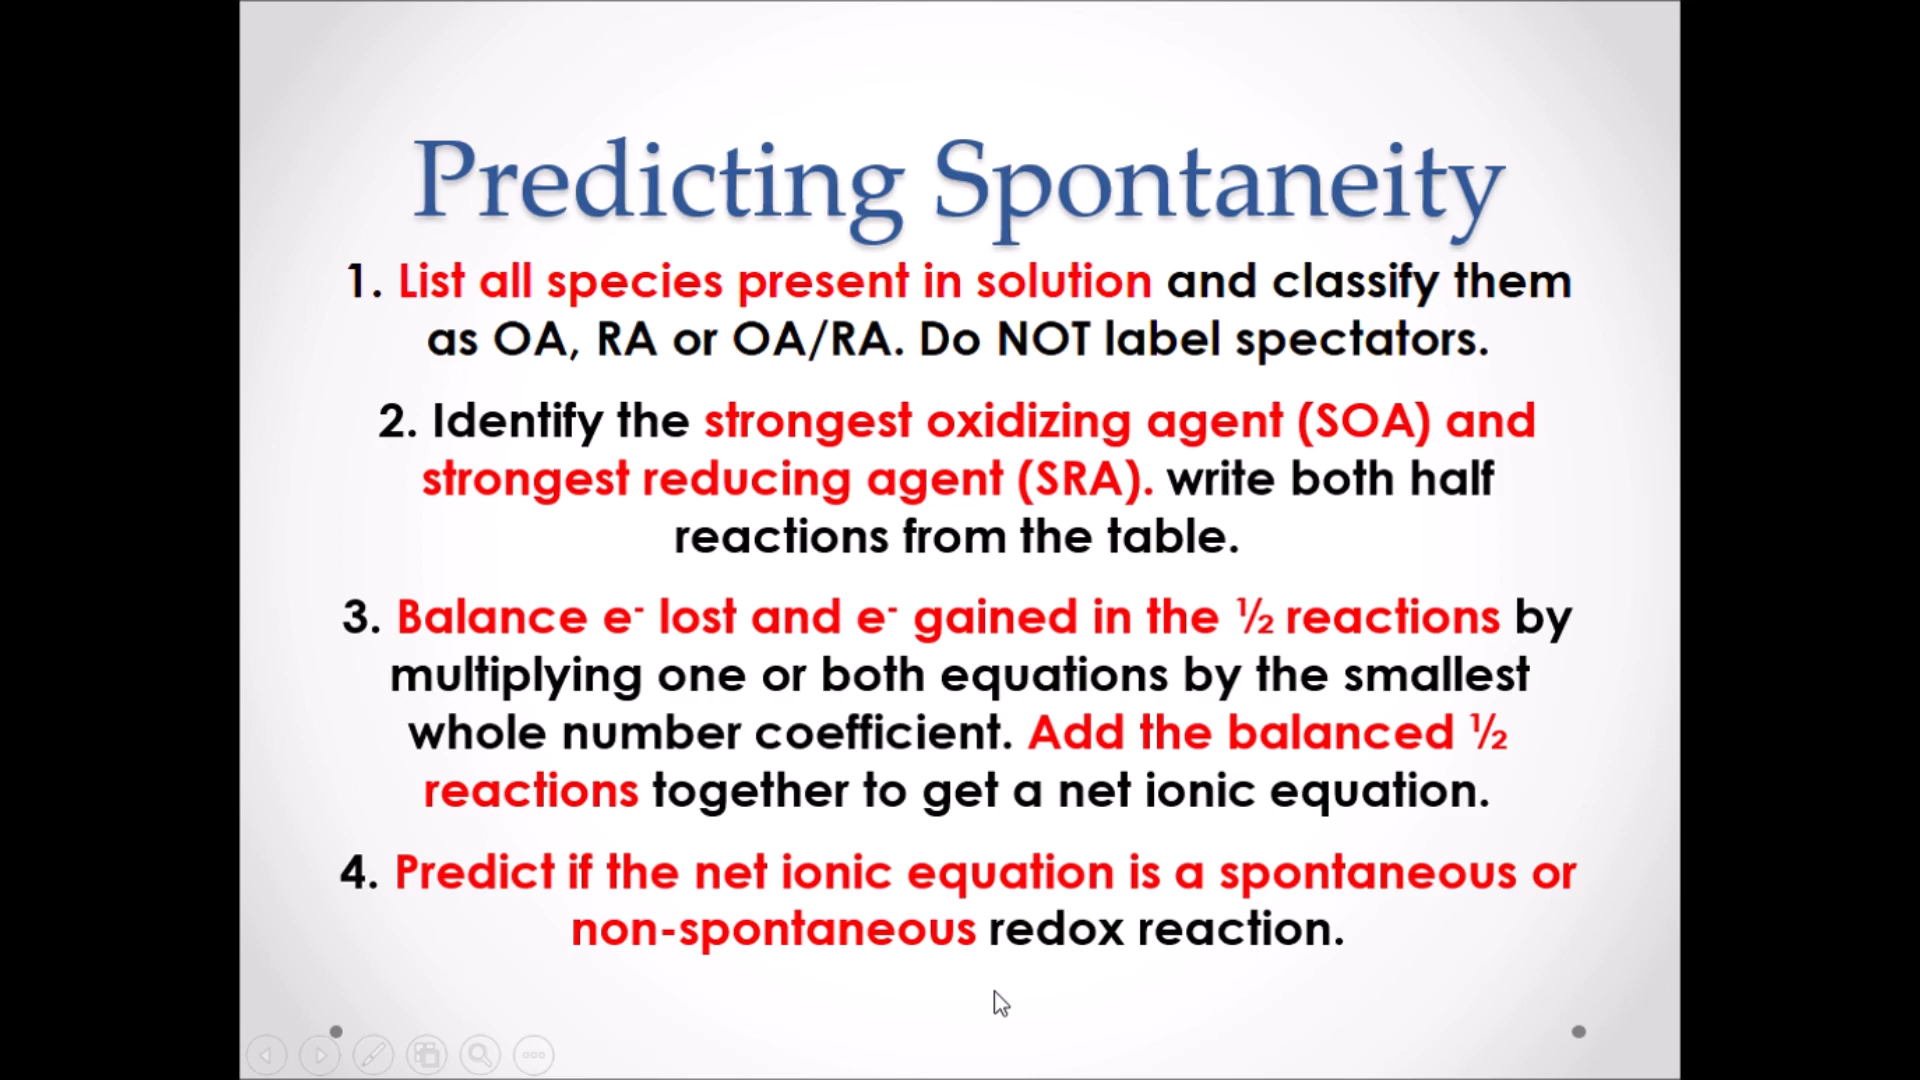 Predicting Spontaneity
1. List all species present in solution and classify them
as OA, RA or OA/RA. Do NOT label spectators.
2. Identify the strongest oxidizing agent (SOA) and
strongest reducing agent (SRA). write both half
reactions from the table.
3. Balance e⁻ lost and e⁻ gained in the ½ reactions by
multiplying one or both equations by the smallest
whole number coefficient. Add the balanced ½
reactions together to get a net ionic equation.
4. Predict if the net ionic equation is a spontaneous or
non-spontaneous redox reaction.